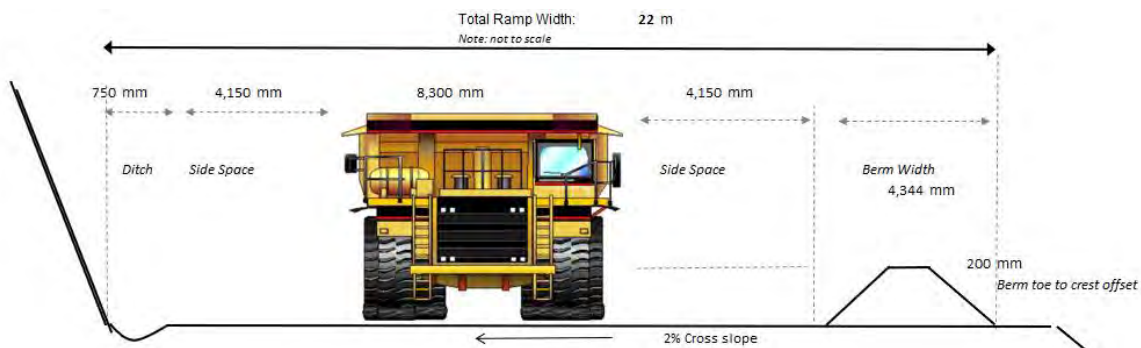 Total Ramp Width: 22 m
Note: not to scale
750 mm 4,150 mm 8,300 mm 4,150 mm
Ditch Side Space Side Space Berm Width
4,344 mm
200 mm
Berm toe to crest offset
2% Cross slope